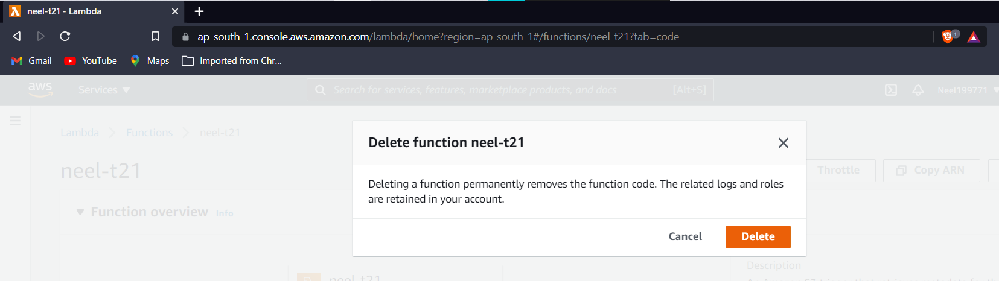 neel-t21 - Lambda
ap-south-1.console.aws.amazon.com/lambda/home?region=ap-south-1#/functions/neel-t21?tab=code
1
Gmail YouTube Maps Imported from Chr...
aws Services Search for services, features, marketplace products, and docs [Alt+S] Neel199771
Lambda Functions neel-t21
Delete function neel-t21
neel-t21
Throttle Copy ARN
Deleting a function permanently removes the function code. The related logs and roles
are retained in your account.
Function overview Info
Cancel Delete
Description
neel-t21